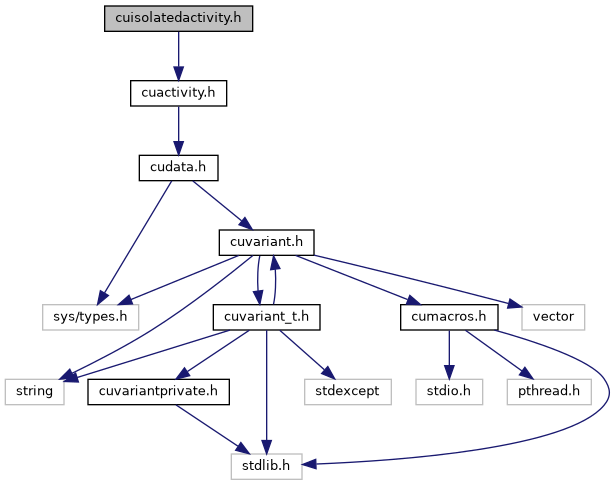 cuisolatedactivity.h
cuactivity.h
cudata.h
cuvariant.h
sys/types.h
cuvariant_t.h
cumacros.h
vector
string
cuvariantprivate.h
stdexcept
stdio.h
pthread.h
stdlib.h